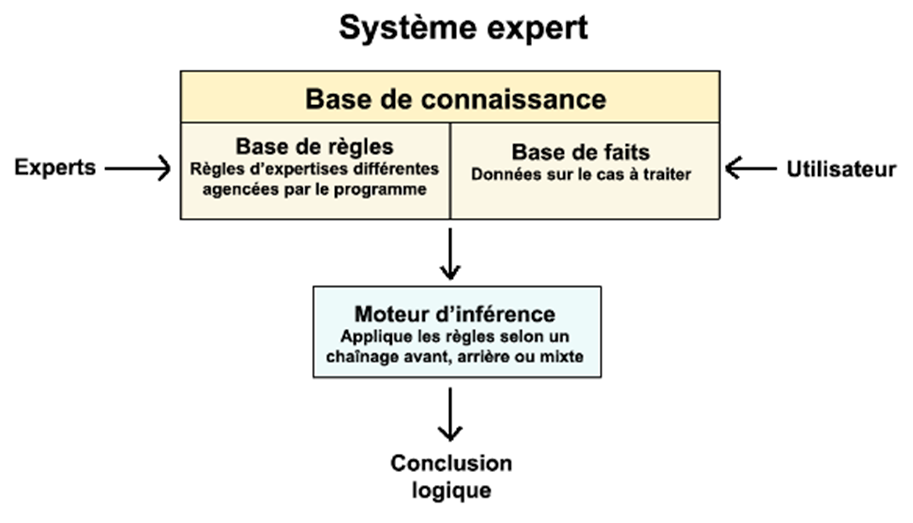 Système expert
Base de connaissance
Experts
Base de règles
Règles d'expertises différentes
agencées par le programme
Base de faits
Données sur le cas à traiter
Utilisateur
Moteur d'inférence
Applique les règles selon un
chaînage avant, arrière ou mixte
Conclusion
logique